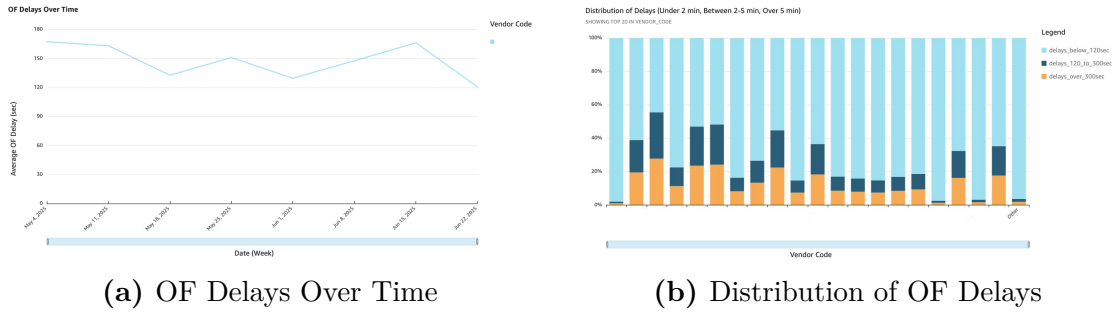 OF Delays Over Time
Vendor Code
Average OF Delay (sec)
180
150
120
90
60
30
0
May 4, 2025
May 11, 2025
May 18, 2025
May 25, 2025
Jun 1, 2025
Jun 8, 2025
Jun 15, 2025
Jun 22, 2025
Date (Week)
(a) OF Delays Over Time
Distribution of Delays (Under 2 min, Between 2–5 min, Over 5 min)
SHOWING TOP 20 IN VENDOR_CODE
100%
80%
60%
40%
20%
0%
Other
Vendor Code
Legend
delays_below_120sec
delays_120_to_300sec
delays_over_300sec
(b) Distribution of OF Delays